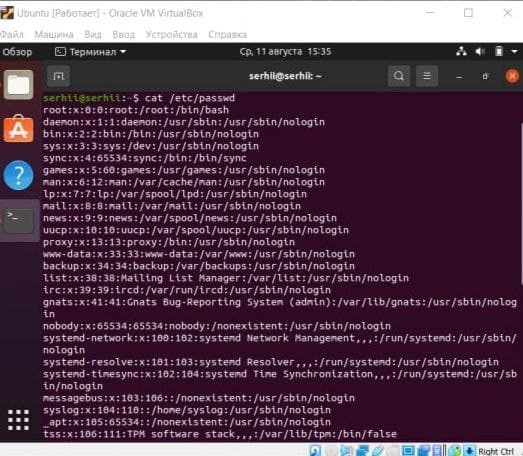 Ubuntu [Работает] - Oracle VM VirtualBox
Файл Машина Вид Ввод Устройства Справка
Обзор Терминал Ср, 11 августа 15:35
serhii@serhii: ~
serhii@serhii:~$ cat /etc/passwd
root:x:0:0:root:/root:/bin/bash
daemon:x:1:1:daemon:/usr/sbin:/usr/sbin/nologin
bin:x:2:2:bin:/bin:/usr/sbin/nologin
sys:x:3:3:sys:/dev:/usr/sbin/nologin
sync:x:4:65534:sync:/bin:/bin/sync
games:x:5:60:games:/usr/games:/usr/sbin/nologin
man:x:6:12:man:/var/cache/man:/usr/sbin/nologin
lp:x:7:7:lp:/var/spool/lpd:/usr/sbin/nologin
mail:x:8:8:mail:/var/mail:/usr/sbin/nologin
news:x:9:9:news:/var/spool/news:/usr/sbin/nologin
uucp:x:10:10:uucp:/var/spool/uucp:/usr/sbin/nologin
proxy:x:13:13:proxy:/bin:/usr/sbin/nologin
www-data:x:33:33:www-data:/var/www:/usr/sbin/nologin
backup:x:34:34:backup:/var/backups:/usr/sbin/nologin
list:x:38:38:Mailing List Manager:/var/list:/usr/sbin/nologin
irc:x:39:39:ircd:/var/run/ircd:/usr/sbin/nologin
gnats:x:41:41:Gnats Bug-Reporting System (admin):/var/lib/gnats:/usr/sbin/nolog
in
nobody:x:65534:65534:nobody:/nonexistent:/usr/sbin/nologin
systemd-network:x:100:102:systemd Network Management,,,:/run/systemd:/usr/sbin/
nologin
systemd-resolve:x:101:103:systemd Resolver,,,:/run/systemd:/usr/sbin/nologin
systemd-timesync:x:102:104:systemd Time Synchronization,,,:/run/systemd:/usr/sb
in/nologin
messagebus:x:103:106::/nonexistent:/usr/sbin/nologin
syslog:x:104:110::/home/syslog:/usr/sbin/nologin
_apt:x:105:65534::/nonexistent:/usr/sbin/nologin
tss:x:106:111:TPM software stack,,,:/var/lib/tpm:/bin/false
Right Ctrl